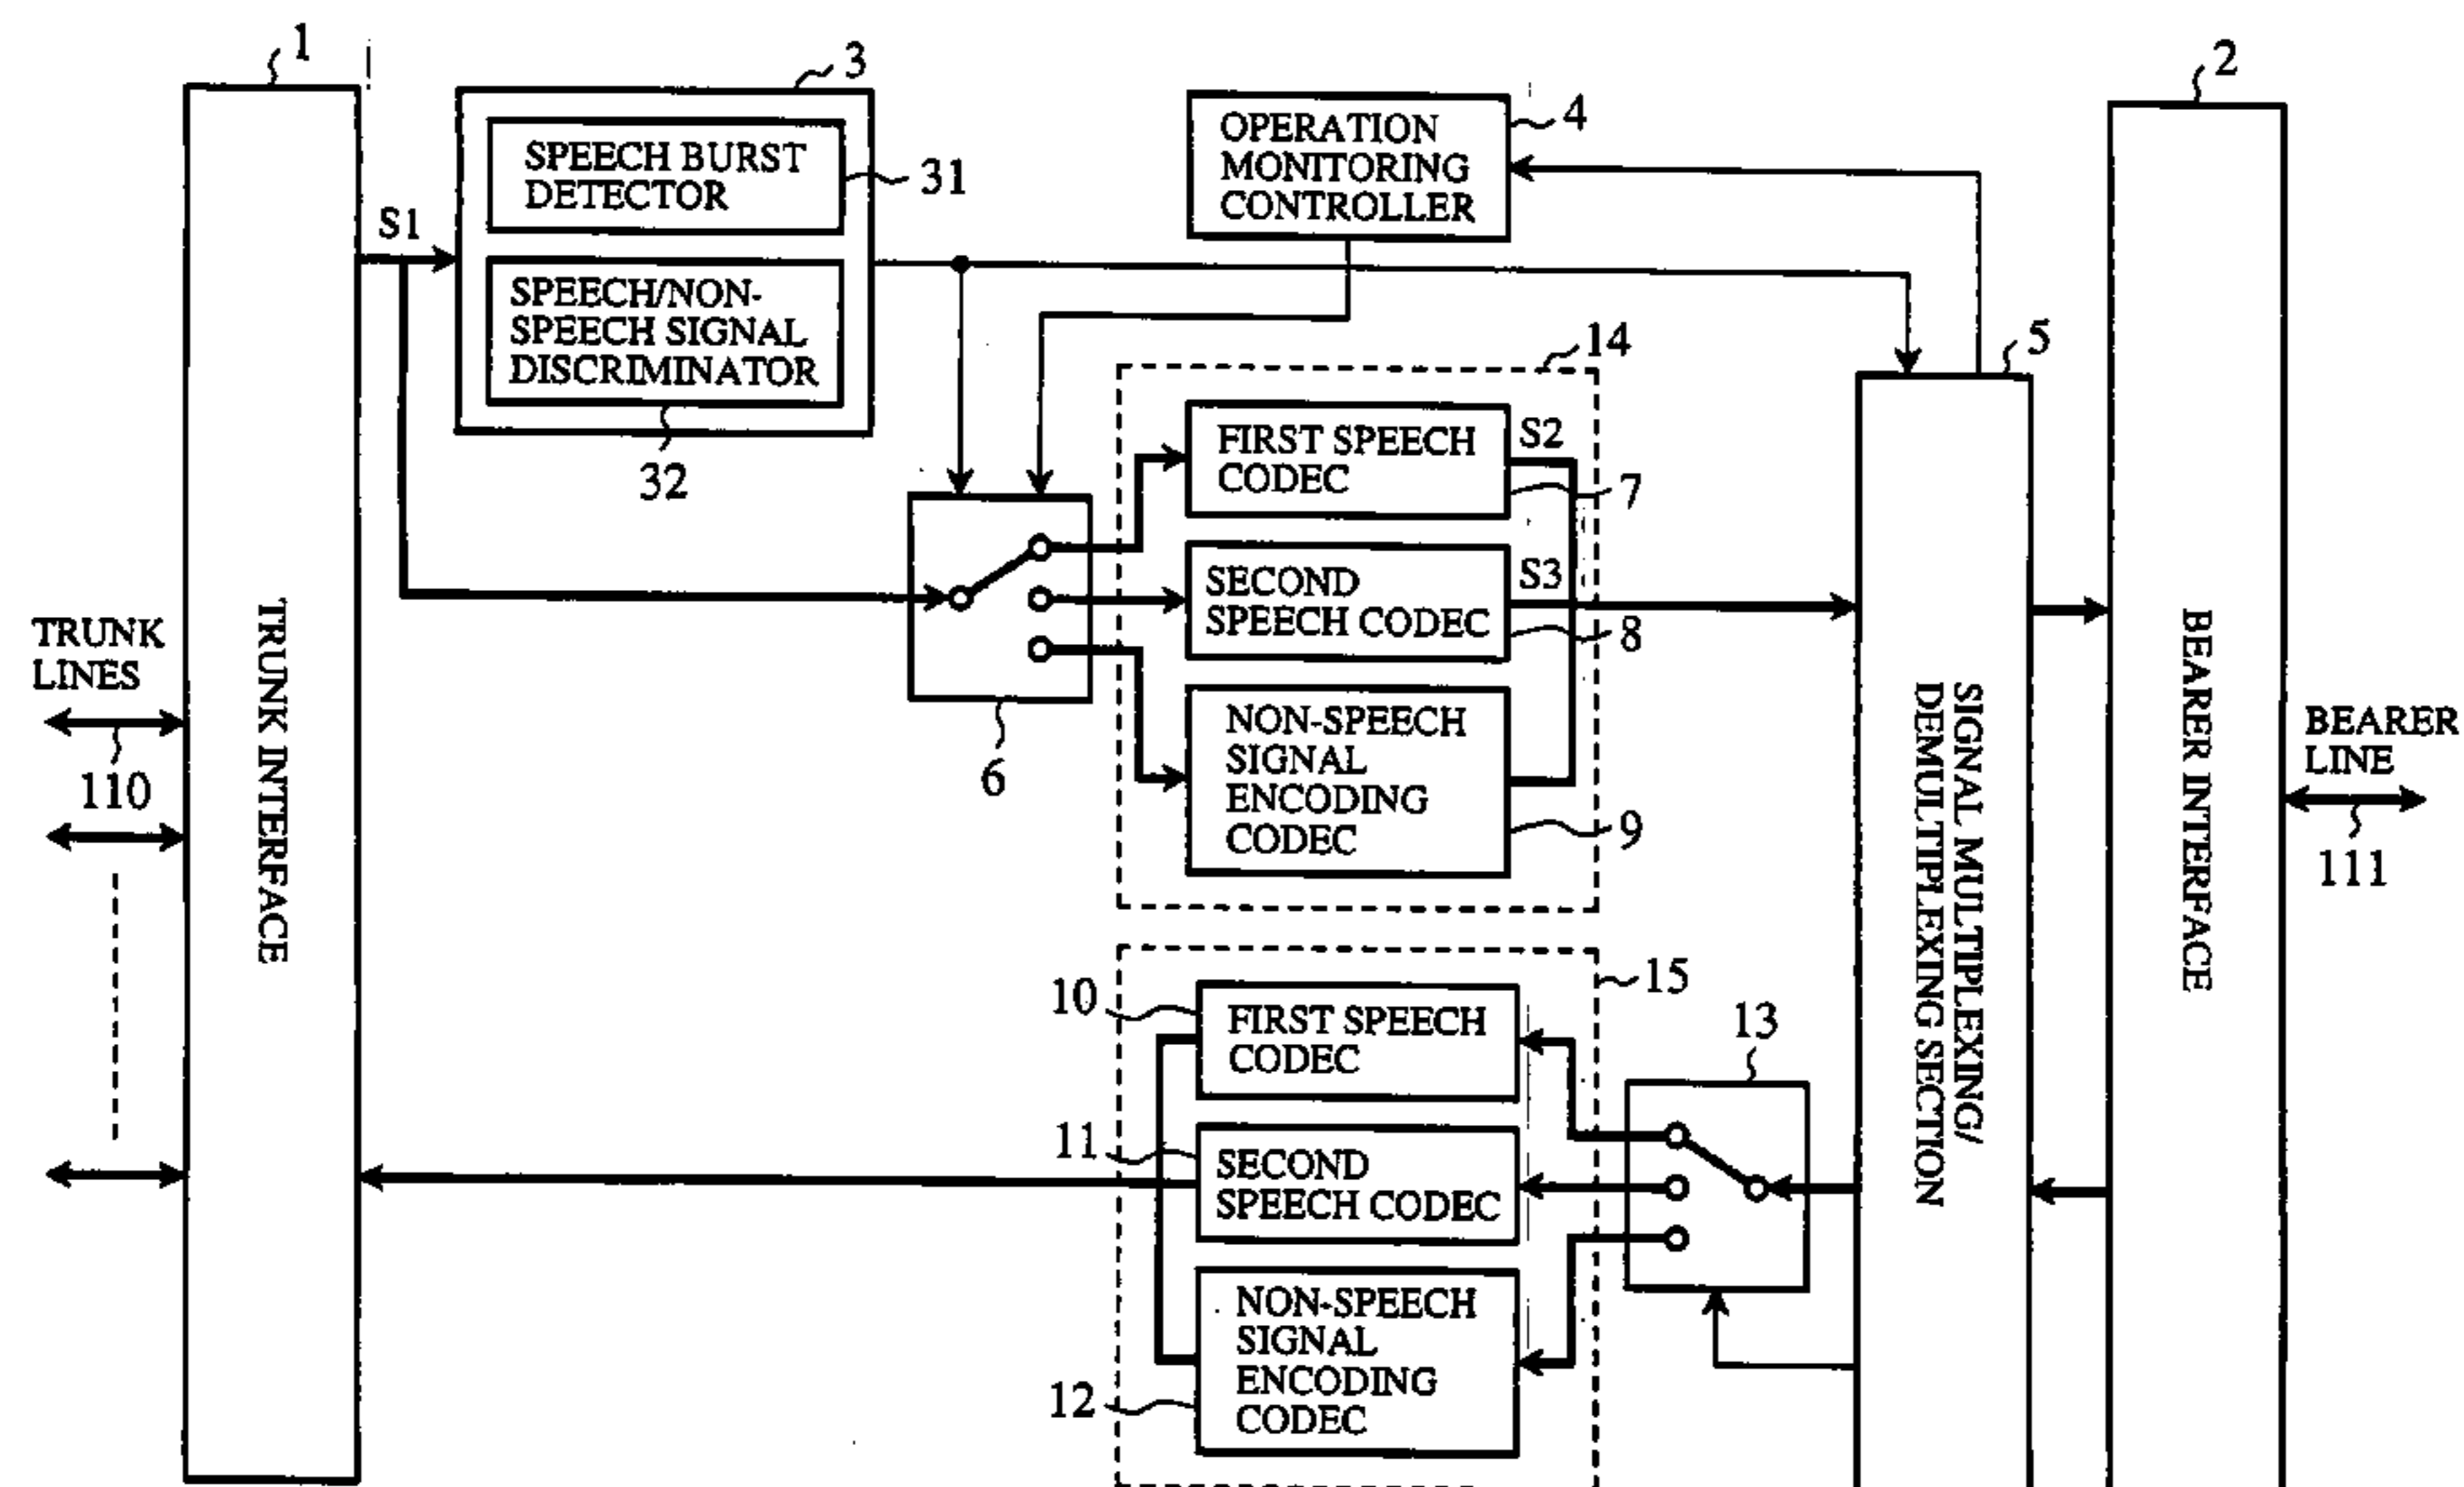 1
3
2
4
SPEECH BURST
DETECTOR
31
S1
SPEECH/NON-
SPEECH SIGNAL
DISCRIMINATOR
32
OPERATION
MONITORING
CONTROLLER
14
5
FIRST SPEECH
CODEC
S2
7
SECOND
SPEECH CODEC
S3
8
NON-SPEECH
SIGNAL
ENCODING
CODEC
9
6
TRUNK
LINES
110
TRUNK INTERFACE
SIGNAL MULTIPLEXING/
DEMULTIPLEXING SECTION
BEARER INTERFACE
BEARER
LINE
111
15
10
FIRST SPEECH
CODEC
13
11
SECOND
SPEECH CODEC
12
NON-SPEECH
SIGNAL
ENCODING
CODEC